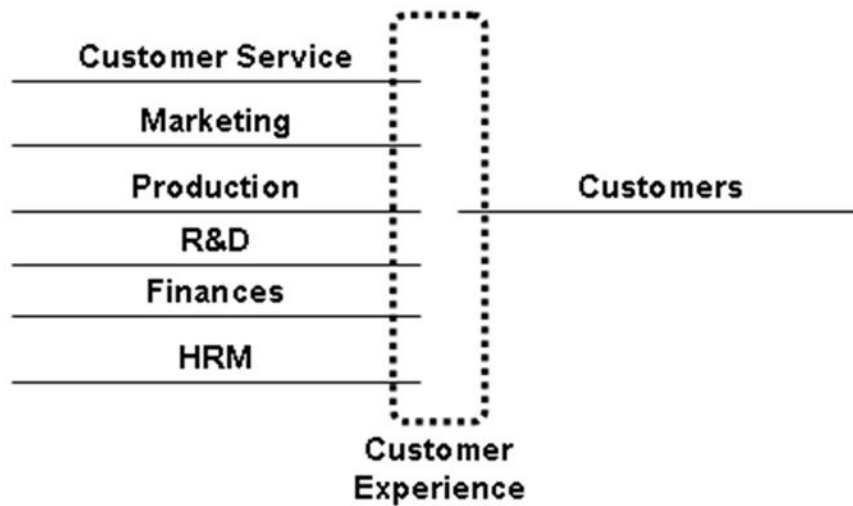 Customer Service
Marketing
Production
Customers
R&D
Finances
HRM
Customer
Experience